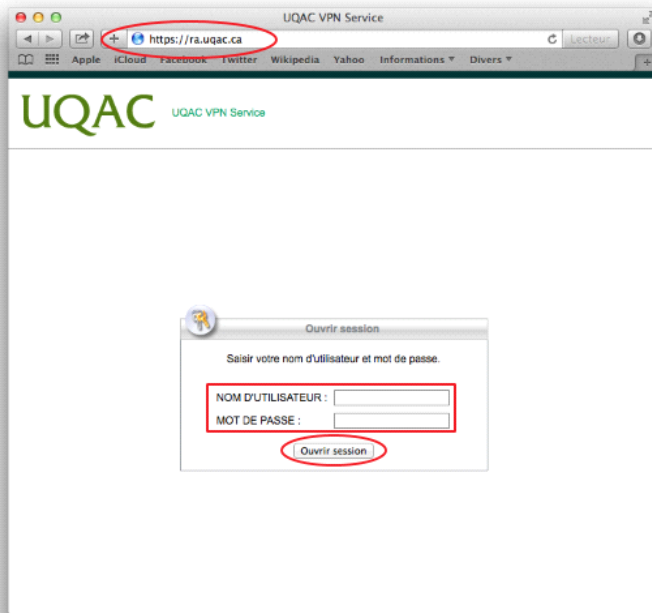 UQAC VPN Service
https://ra.uqac.ca
Lecteur
Apple iCloud Facebook Twitter Wikipedia Yahoo Informations Divers
UQAC UQAC VPN Service
Ouvrir session
Saisir votre nom d'utilisateur et mot de passe.
NOM D'UTILISATEUR :
MOT DE PASSE :
Ouvrir session